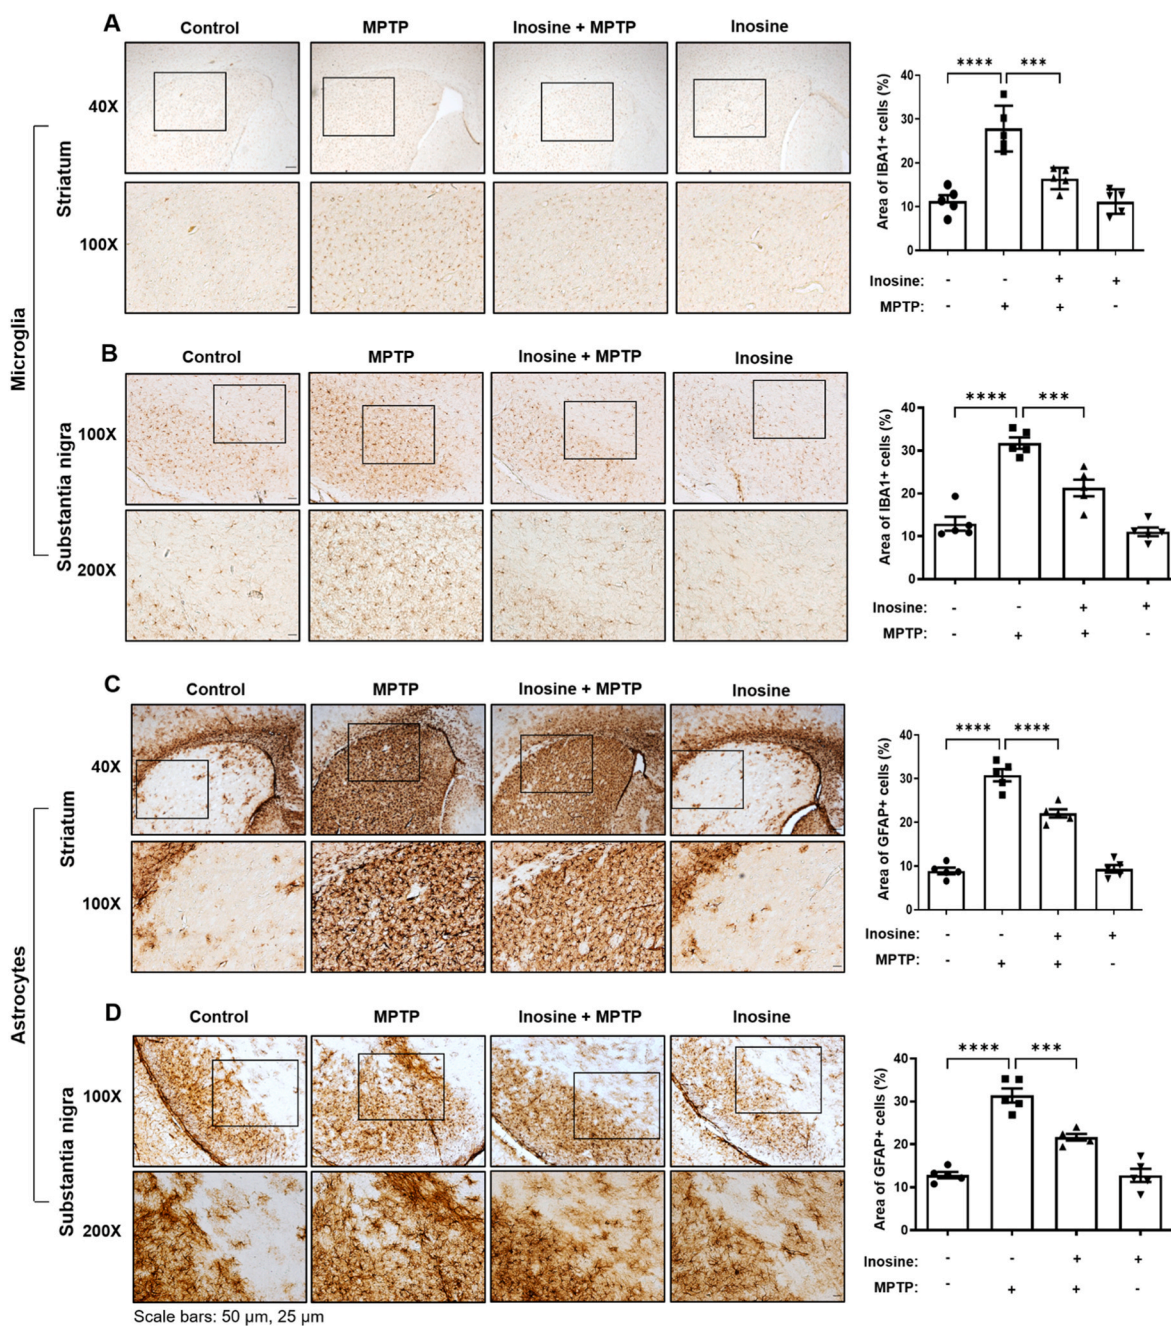 A
Control
MPTP
Inosine + MPTP
Inosine
40X
100X
Striatum
Microglia
Area of IBA1+ cells (%)
40
30
20
10
0
**** ***
Inosine: - - + +
MPTP: - + + -
B
Control
MPTP
Inosine + MPTP
Inosine
100X
200X
Substantia nigra
Area of IBA1+ cells (%)
40
30
20
10
0
**** ***
Inosine: - - + +
MPTP: - + + -
C
Control
MPTP
Inosine + MPTP
Inosine
40X
100X
Striatum
Astrocytes
Area of GFAP+ cells (%)
40
30
20
10
0
**** ****
Inosine: - - + +
MPTP: - + + -
D
Control
MPTP
Inosine + MPTP
Inosine
100X
200X
Substantia nigra
Area of GFAP+ cells (%)
40
30
20
10
0
**** ***
Inosine: - - + +
MPTP: - + + -
Scale bars: 50 µm, 25 µm